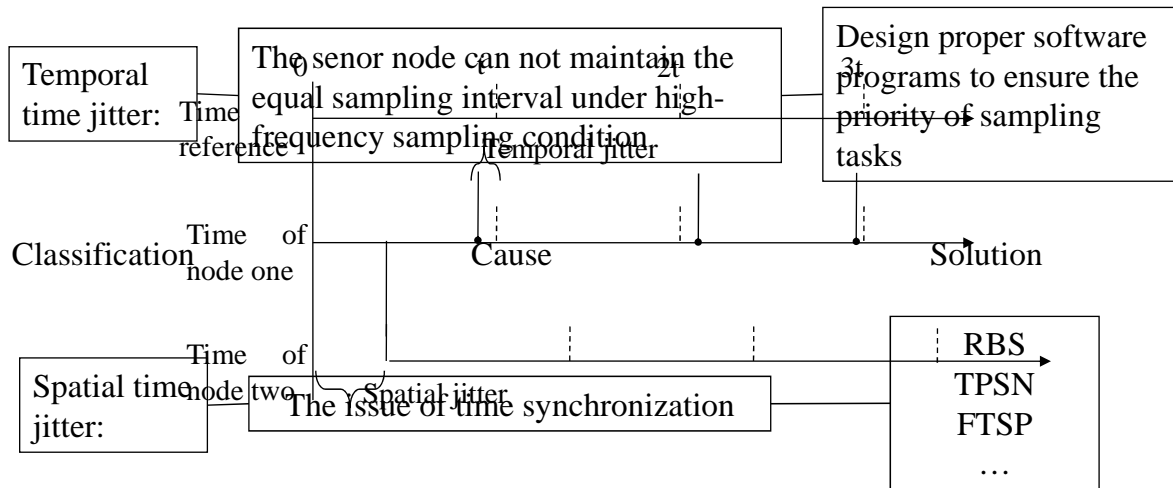 Temporal
time jitter:
The senor node can not maintain the
equal sampling interval under high-
frequency sampling condition
Design proper software
programs to ensure the
priority of sampling
tasks
0
t
2t
3t
Time
reference
Temporal jitter
Classification
Cause
Solution
Time of
node one
Time of
node two
Spatial jitter
Spatial time
jitter:
The issue of time synchronization
RBS
TPSN
FTSP
…